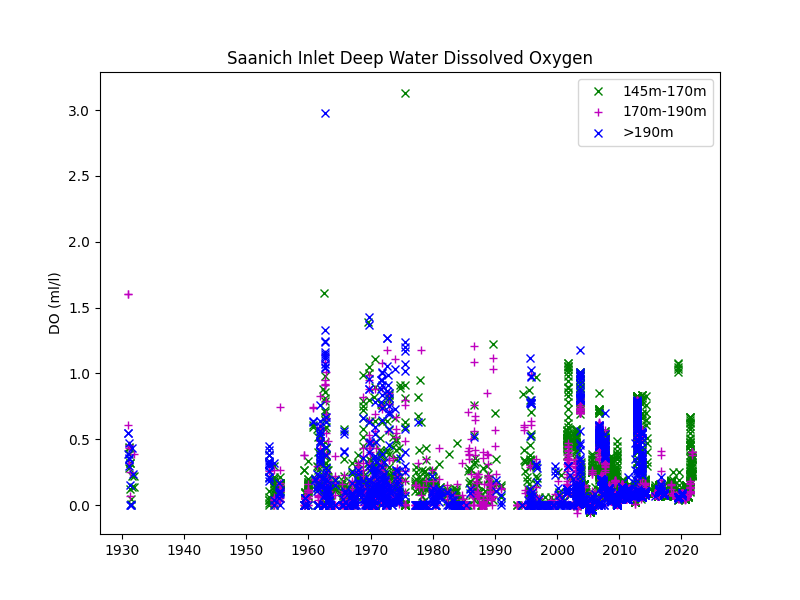 Saanich Inlet Deep Water Dissolved Oxygen
145m-170m
170m-190m
>190m
DO (ml/l)
3.0
2.5
2.0
1.5
1.0
0.5
0.0
1930 1940 1950 1960 1970 1980 1990 2000 2010 2020